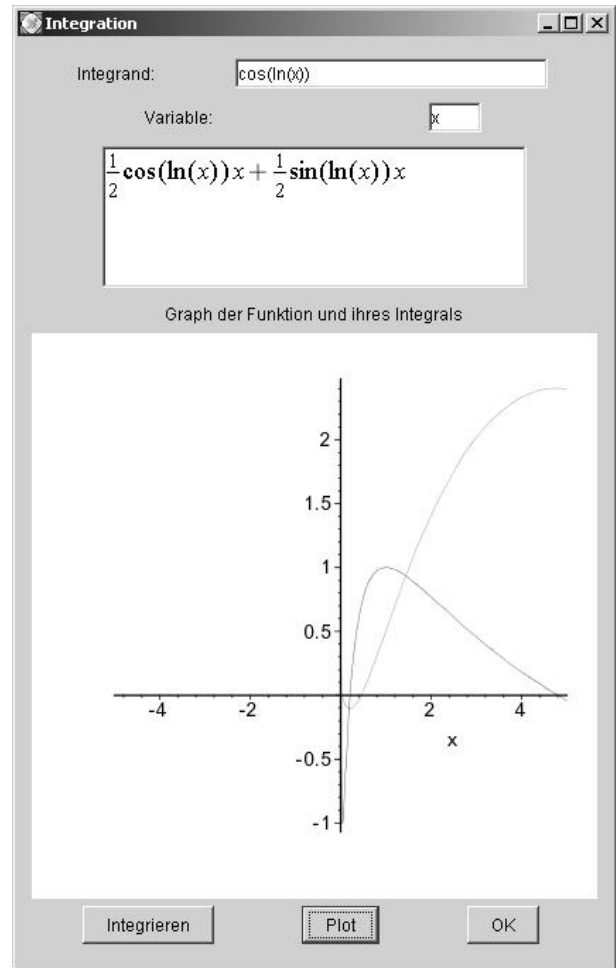 Integration
Integrand: cos(ln(x))
Variable: x
1/2 cos(ln(x)) x + 1/2 sin(ln(x)) x
Graph der Funktion und ihres Integrals
2
1.5
1
0.5
-4 -2 2 4
x
-0.5
-1
Integrieren Plot OK